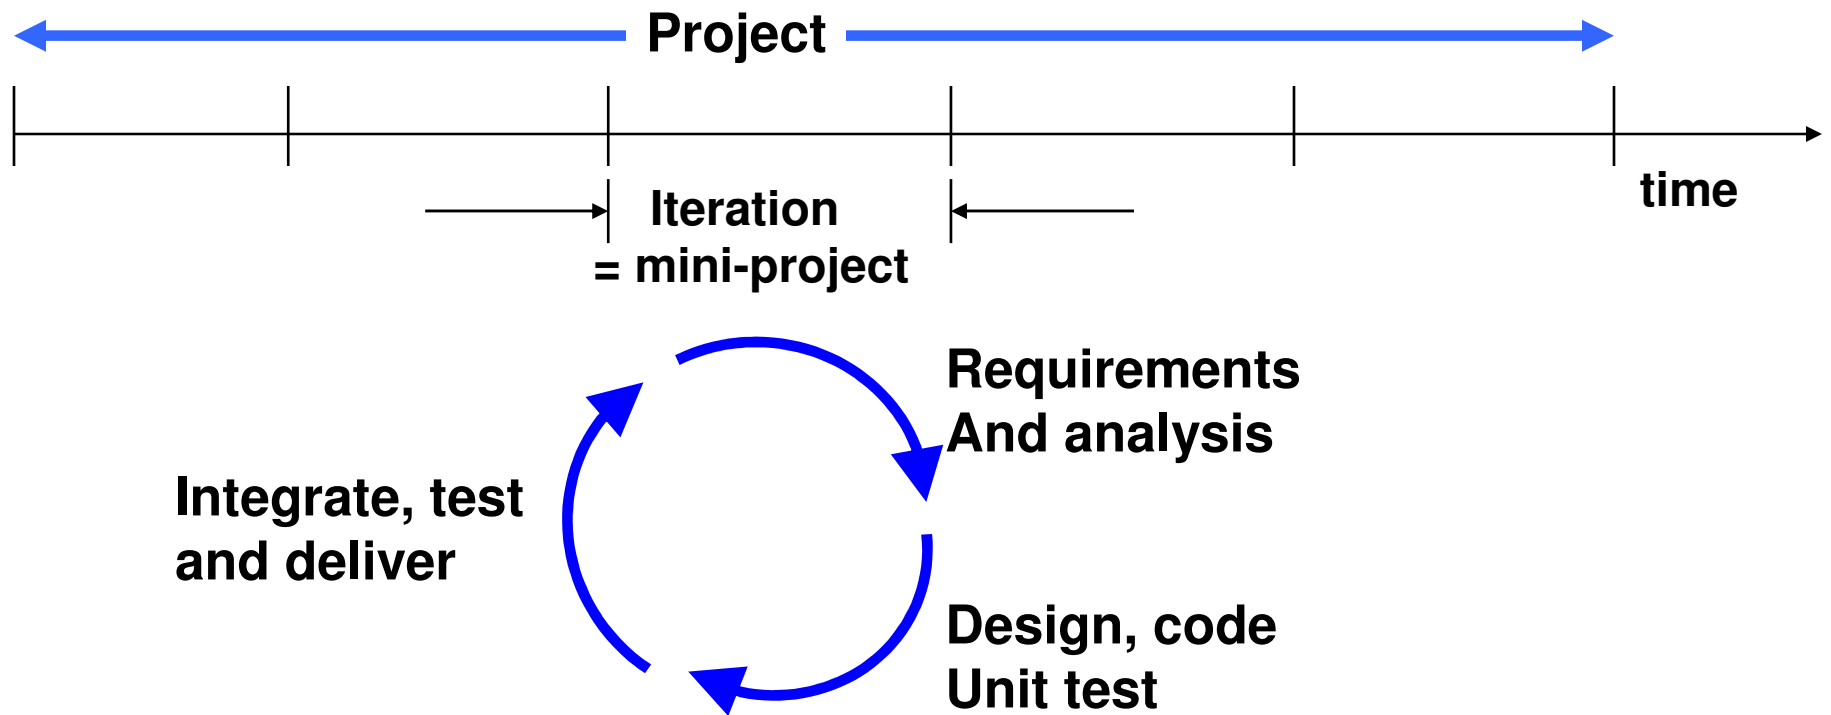 Project
time
Iteration
= mini-project
Requirements
And analysis
Integrate, test
and deliver
Design, code
Unit test